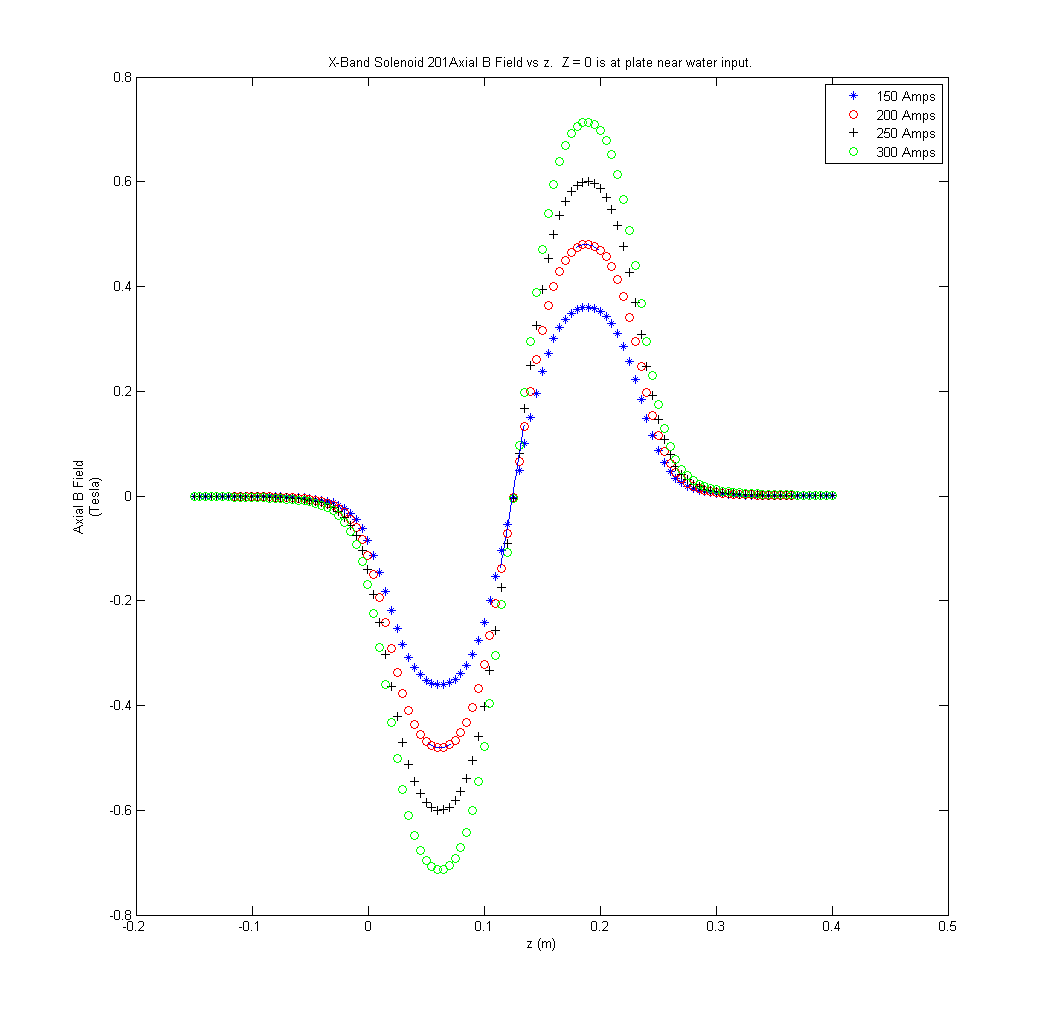 X-Band Solenoid 201Axial B Field vs z.  Z = 0 is at plate near water input.
150 Amps
200 Amps
250 Amps
300 Amps
0.8
0.6
0.4
0.2
0
-0.2
-0.4
-0.6
-0.8
Axial B Field
(Tesla)
-0.2 -0.1 0 0.1 0.2 0.3 0.4 0.5
z (m)